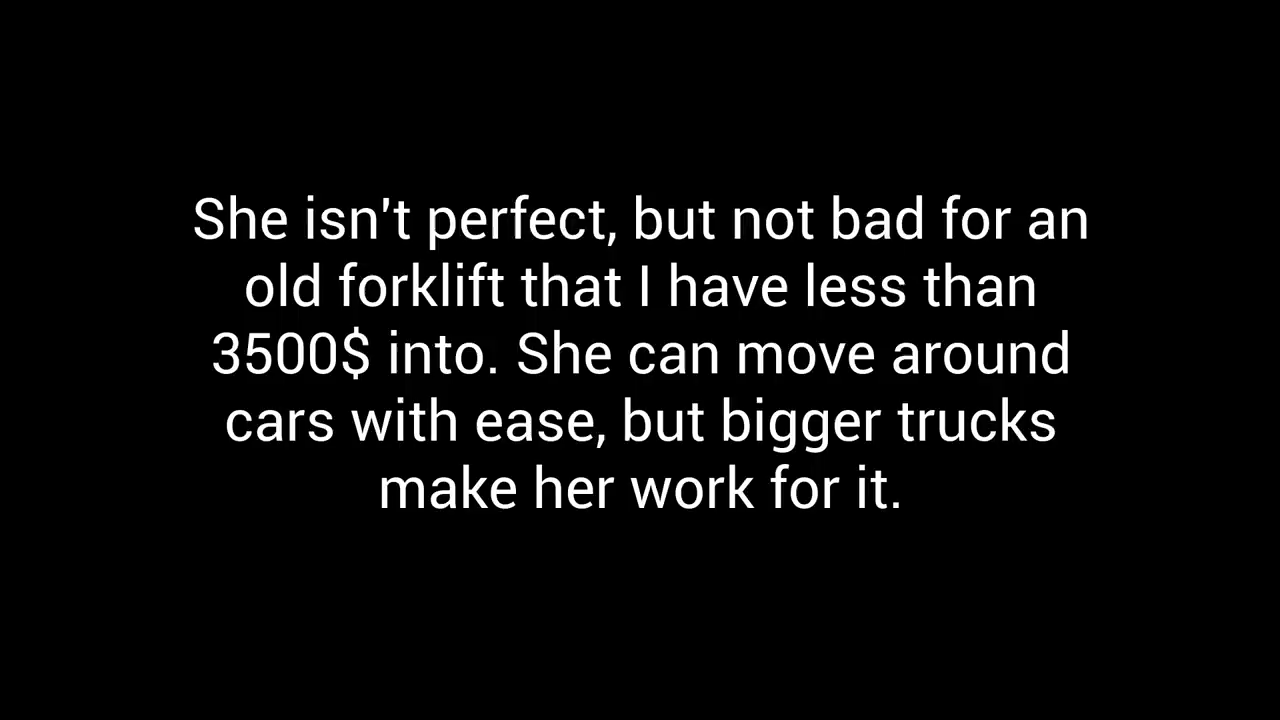 She isn't perfect, but not bad for an
old forklift that I have less than
3500$ into. She can move around
cars with ease, but bigger trucks
make her work for it.